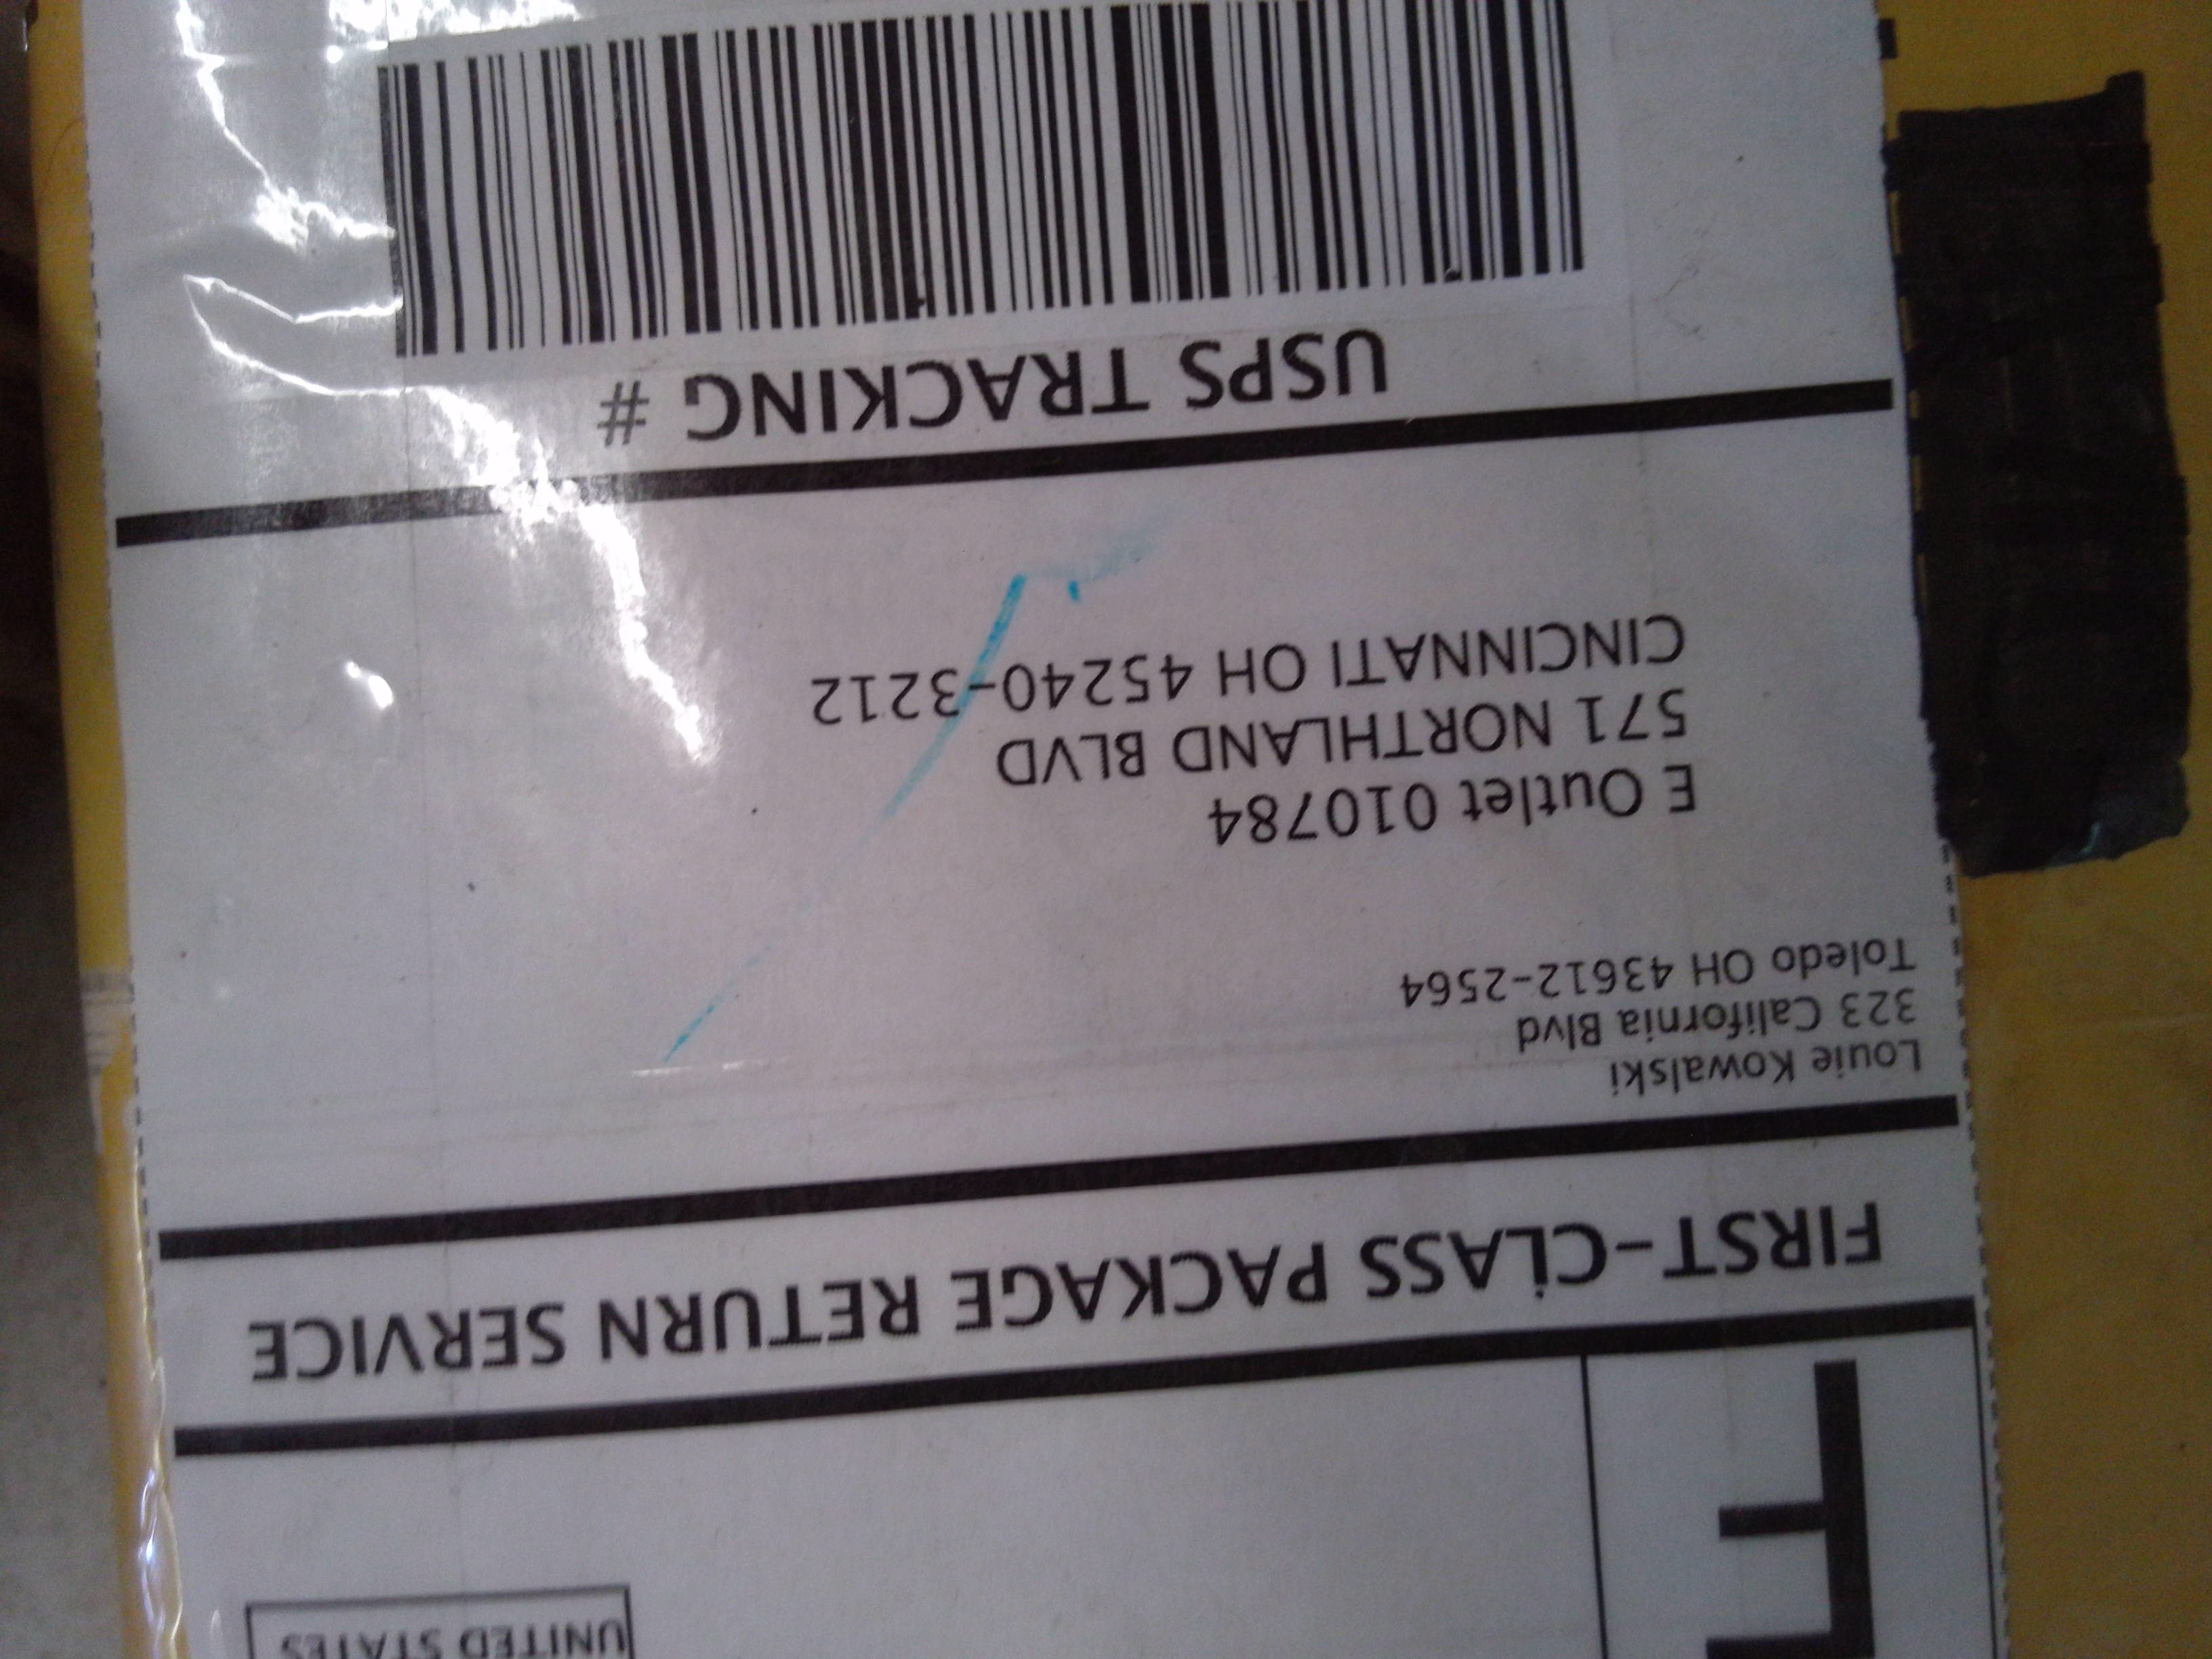 F
UNITED STATES
FIRST-CLASS PACKAGE RETURN SERVICE
Louie Kowalski
323 California Blvd
Toledo OH 43612-2564
E Outlet 010784
571 NORTHLAND BLVD
CINCINNATI OH 45240-3212
USPS TRACKING #